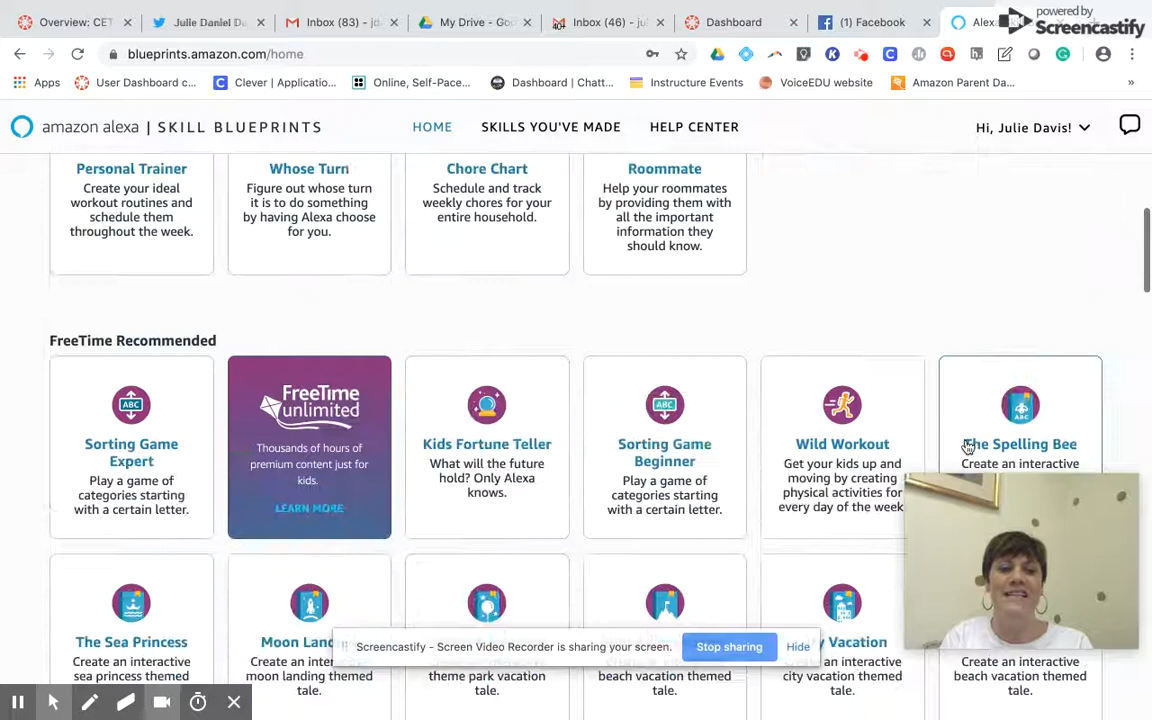 Overview: CET
Julie Daniel D
Inbox (83) - jd
My Drive - Goo
Inbox (46) - ju
Dashboard
(1) Facebook
Alexa
powered by
Screencastify
blueprints.amazon.com/home
Apps
User Dashboard c...
Clever | Applicatio...
Online, Self-Pace...
Dashboard | Chatt...
Instructure Events
VoiceEDU website
Amazon Parent Da...
amazon alexa | SKILL BLUEPRINTS
HOME
SKILLS YOU'VE MADE
HELP CENTER
Hi, Julie Davis!
Personal Trainer
Create your ideal
workout routines and
schedule them
throughout the week.
Whose Turn
Figure out whose turn
it is to do something
by having Alexa choose
for you.
Chore Chart
Schedule and track
weekly chores for your
entire household.
Roommate
Help your roommates
by providing them with
all the important
information they
should know.
FreeTime Recommended
ABC
Sorting Game
Expert
Play a game of
categories starting
with a certain letter.
FreeTime
unlimited
Thousands of hours of
premium content just for
kids.
LEARN MORE
Kids Fortune Teller
What will the future
hold? Only Alexa
knows.
ABC
Sorting Game
Beginner
Play a game of
categories starting
with a certain letter.
Wild Workout
Get your kids up and
moving by creating
physical activities for
every day of the week
ABC
The Spelling Bee
Create an interactive
The Sea Princess
Create an interactive
sea princess themed
tale.
Moon Land
Create an inter
moon landing themed
tale.
theme park vacation
tale.
beach vacation themed
tale.
Vacation
Create an interactive
city vacation themed
tale.
Create an interactive
beach vacation themed
tale.
Screencastify - Screen Video Recorder is sharing your screen.
Stop sharing
Hide